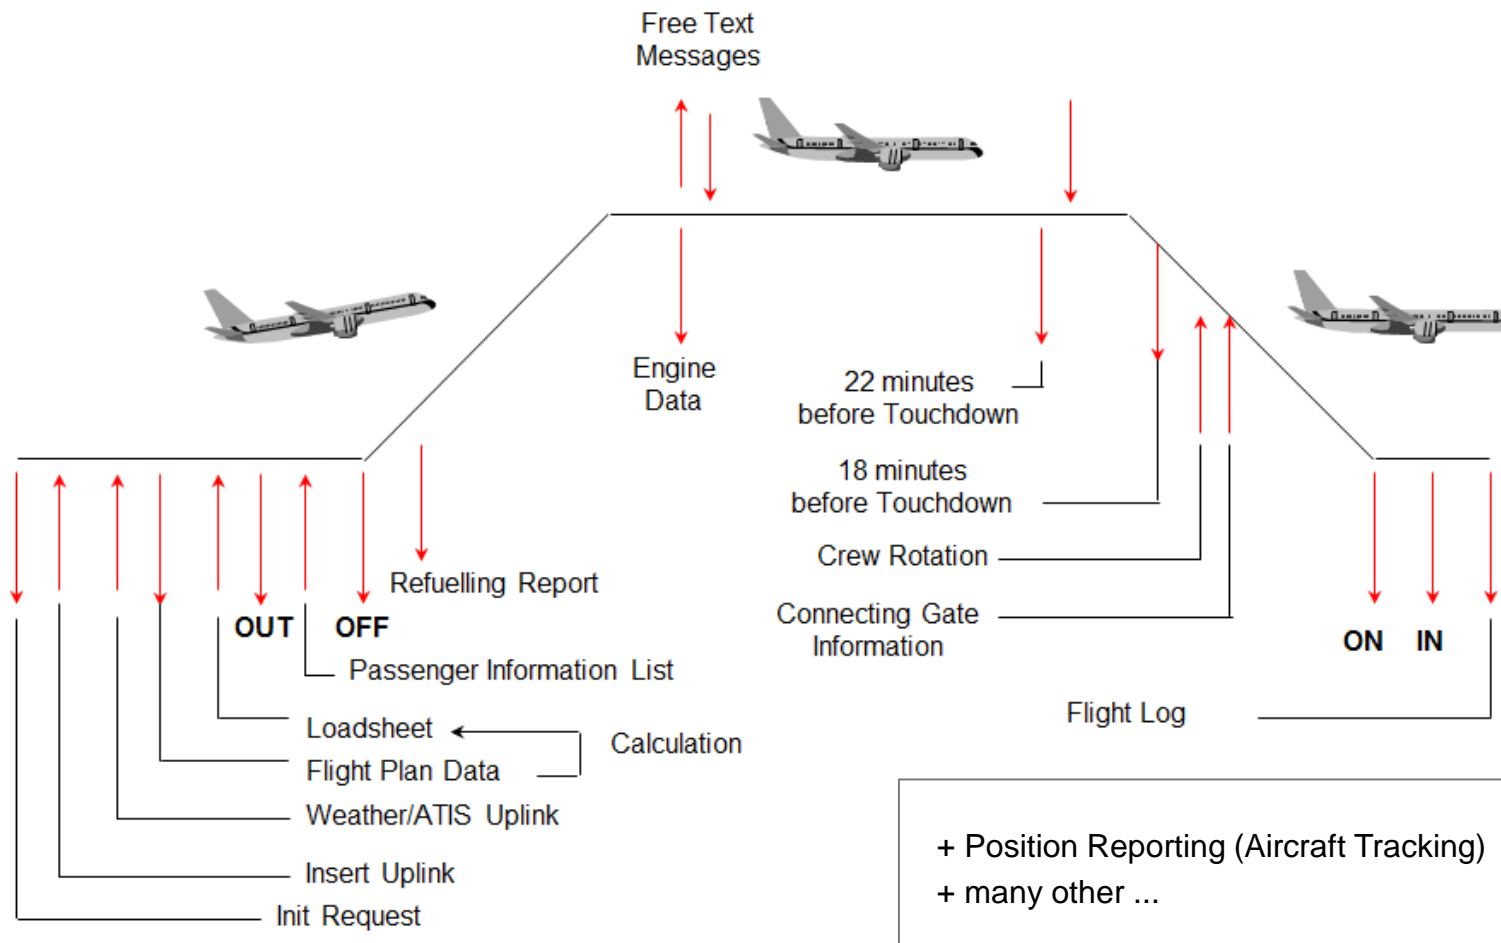 Free Text
Messages
Engine
Data
22 minutes
before Touchdown
18 minutes
before Touchdown
Crew Rotation
Connecting Gate
Information
Refuelling Report
OUT
OFF
ON
IN
Passenger Information List
Loadsheet
Calculation
Flight Plan Data
Weather/ATIS Uplink
Insert Uplink
Init Request
Flight Log
+ Position Reporting (Aircraft Tracking)
+ many other ...